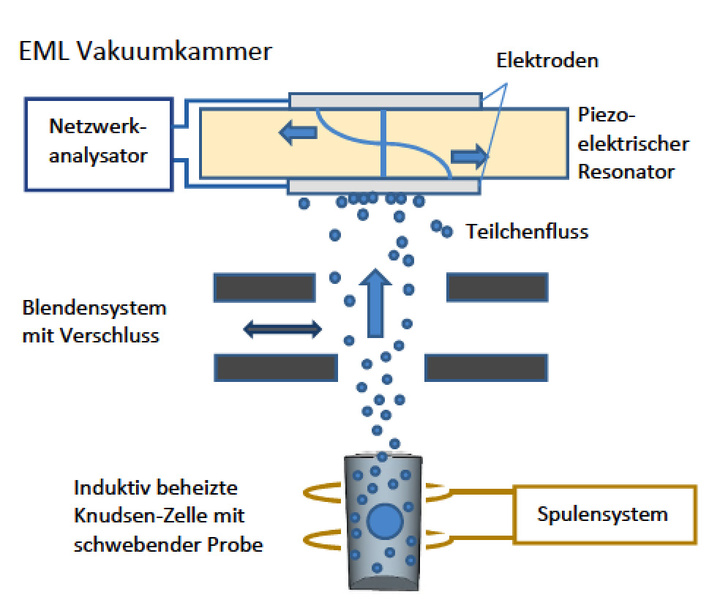 EML Vakuumkammer
Elektroden
Netzwerk-
analysator
Piezo-
elektrischer
Resonator
Teilchenfluss
Blendensystem
mit Verschluss
Induktiv beheizte
Knudsen-Zelle mit
schwebender Probe
Spulensystem